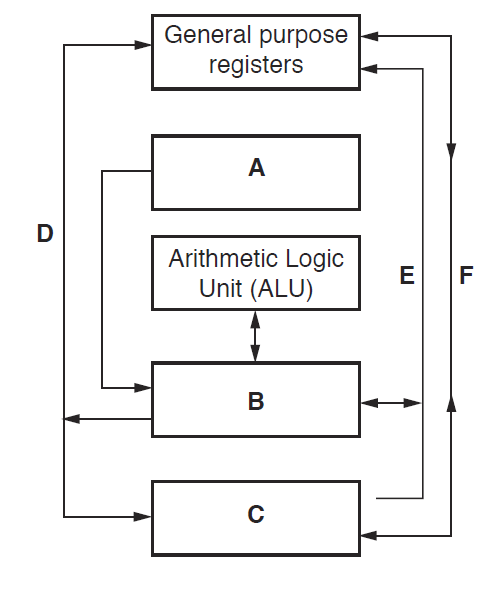 General purpose
registers
A
D
Arithmetic Logic
Unit (ALU)
E
F
B
C